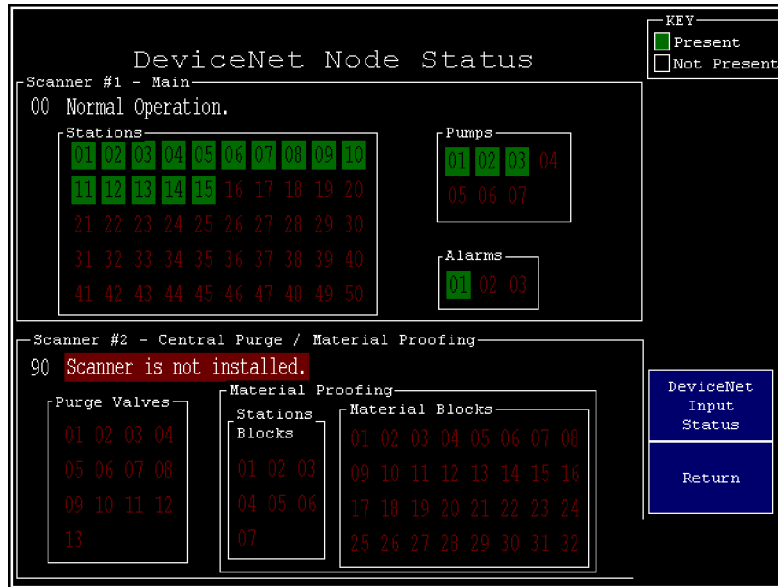 KEY
Present
Not Present
DeviceNet Node Status
Scanner #1 - Main
00 Normal Operation.
Stations
01 02 03 04 05 06 07 08 09 10
11 12 13 14 15 16 17 18 19 20
21 22 23 24 25 26 27 28 29 30
31 32 33 34 35 36 37 38 39 40
41 42 43 44 45 46 47 48 49 50
Pumps
01 02 03 04
05 06 07
Alarms
01 02 03
Scanner #2 - Central Purge / Material Proofing
90 Scanner is not installed.
Purge Valves
01 02 03 04
05 06 07 08
09 10 11 12
13
Material Proofing
Stations
Blocks
01 02 03
04 05 06
07
Material Blocks
01 02 03 04 05 06 07 08
09 10 11 12 13 14 15 16
17 18 19 20 21 22 23 24
25 26 27 28 29 30 31 32
DeviceNet
Input
Status
Return